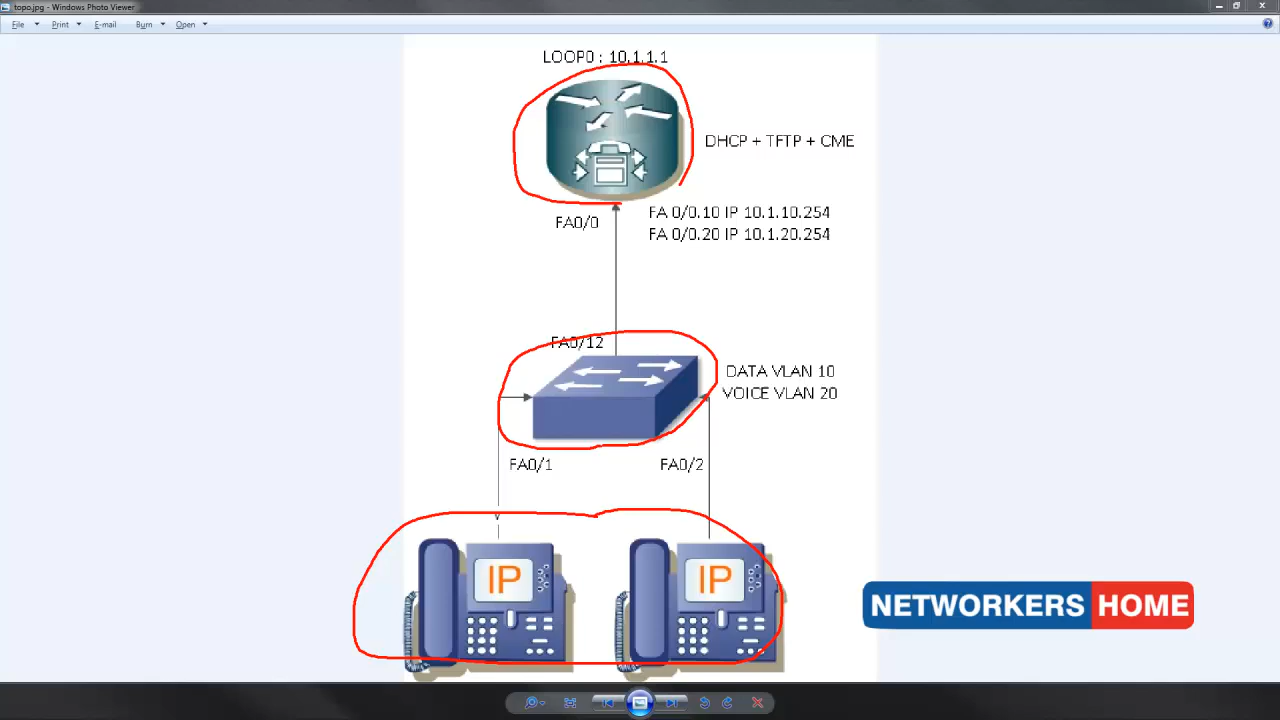 topo.jpg - Windows Photo Viewer
File Print E-mail Burn Open
LOOP0 : 10.1.1.1
DHCP + TFTP + CME
FA0/0
FA 0/0.10 IP 10.1.10.254
FA 0/0.20 IP 10.1.20.254
FA0/12
DATA VLAN 10
VOICE VLAN 20
FA0/1
FA0/2
IP
IP
NETWORKERS HOME